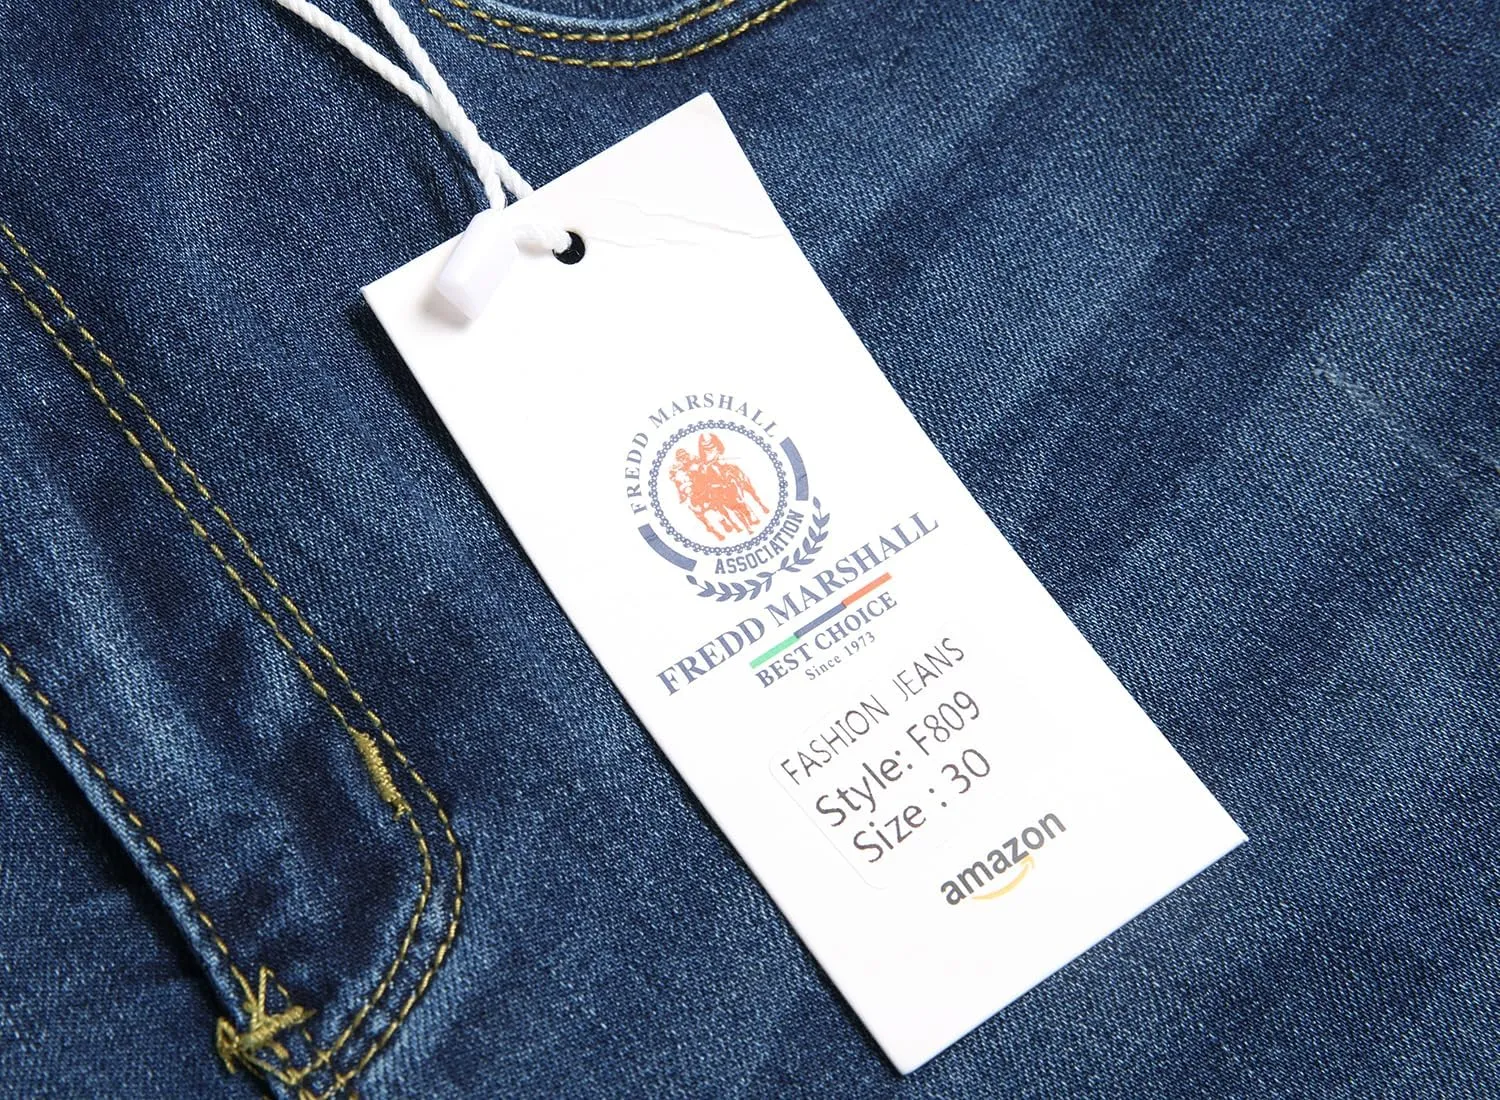 FREDD MARSHALL
ASSOCIATION
FREDD MARSHALL
BEST CHOICE
Since 1973
FASHION JEANS
Style: F809
Size : 30
amazon